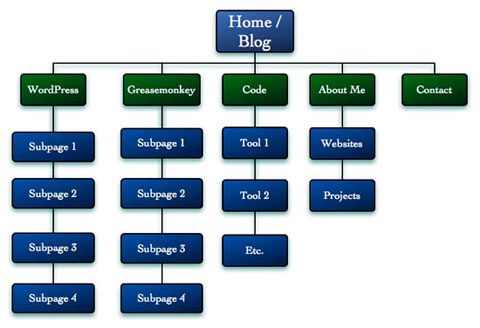 Home /
Blog
WordPress
Greasemonkey
Code
About Me
Contact
Subpage 1
Subpage 2
Subpage 3
Subpage 4
Subpage 1
Subpage 2
Subpage 3
Subpage 4
Tool 1
Tool 2
Etc.
Websites
Projects